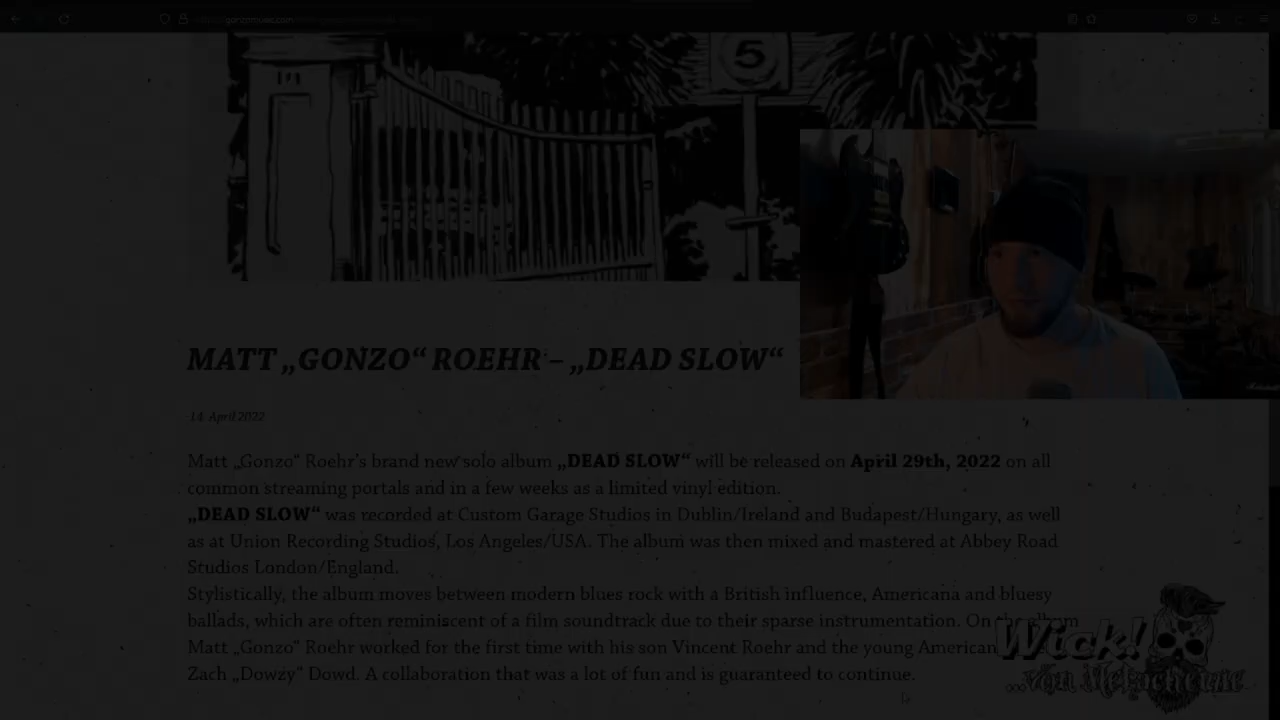 gonzomusic.com
5
MATT „GONZO“ ROEHR – „DEAD SLOW“
14. April 2022
Matt „Gonzo“ Roehr's brand new solo album „DEAD SLOW“ will be released on April 29th, 2022 on all
common streaming portals and in a few weeks as a limited vinyl edition.
„DEAD SLOW“ was recorded at Custom Garage Studios in Dublin/Ireland and Budapest/Hungary, as well
as at Union Recording Studios, Los Angeles/USA. The album was then mixed and mastered at Abbey Road
Studios London/England.
Stylistically, the album moves between modern blues rock with a British influence, Americana and bluesy
ballads, which are often reminiscent of a film soundtrack due to their sparse instrumentation. On the album
Matt „Gonzo“ Roehr worked for the first time with his son Vincent Roehr and the young American
Zach „Dowzy“ Dowd. A collaboration that was a lot of fun and is guaranteed to continue.
Wick!
...von Metacheune